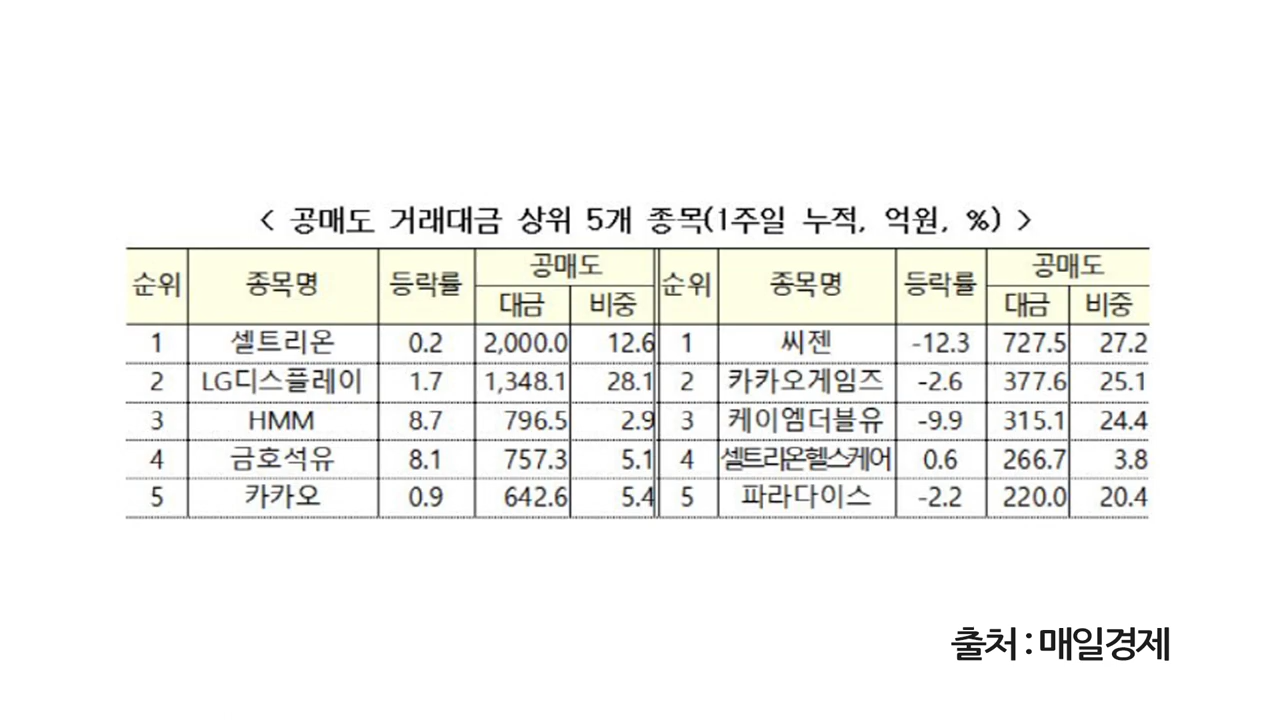 < 공매도 거래대금 상위 5개 종목(1주일 누적, 억원, %) >
순위 종목명 등락률 공매도 순위 종목명 등락률 공매도
대금 비중 대금 비중
1 셀트리온 0.2 2,000.0 12.6 1 씨젠 -12.3 727.5 27.2
2 LG디스플레이 1.7 1,348.1 28.1 2 카카오게임즈 -2.6 377.6 25.1
3 HMM 8.7 796.5 2.9 3 케이엠더블유 -9.9 315.1 24.4
4 금호석유 8.1 757.3 5.1 4 셀트리온헬스케어 0.6 266.7 3.8
5 카카오 0.9 642.6 5.4 5 파라다이스 -2.2 220.0 20.4
출처 : 매일경제